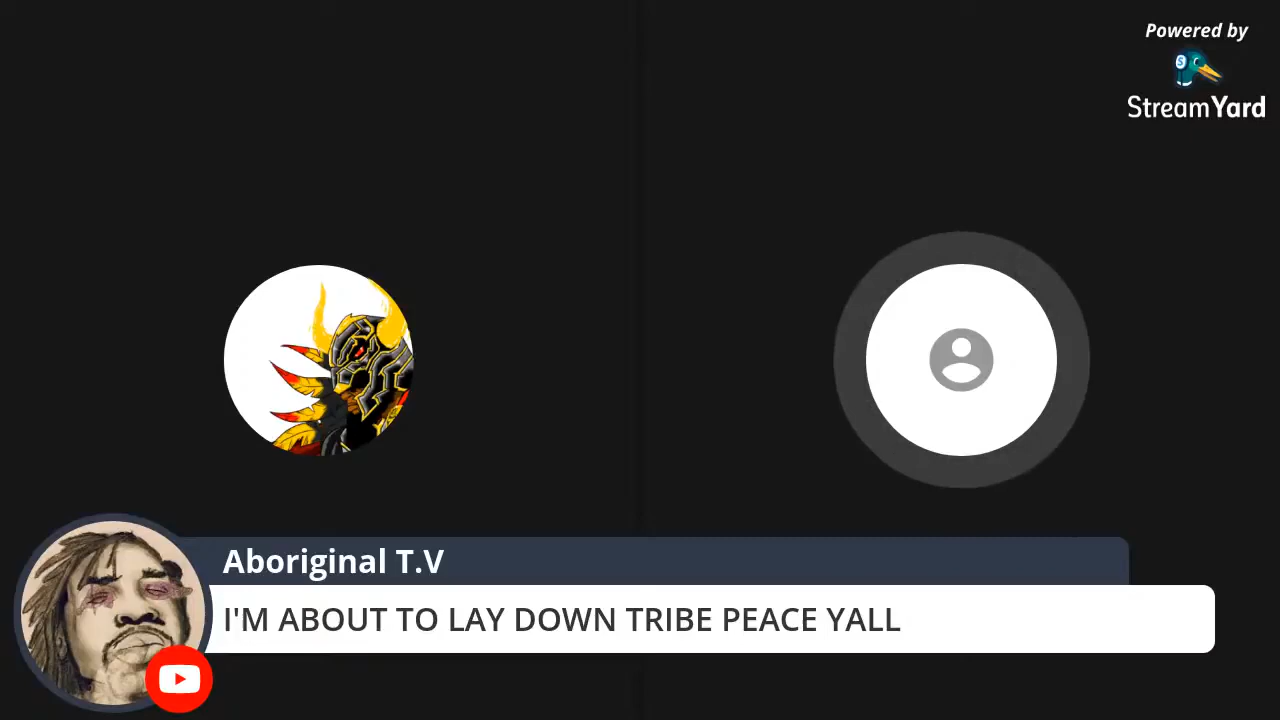 Powered by
StreamYard
Aboriginal T.V
I'M ABOUT TO LAY DOWN TRIBE PEACE YALL